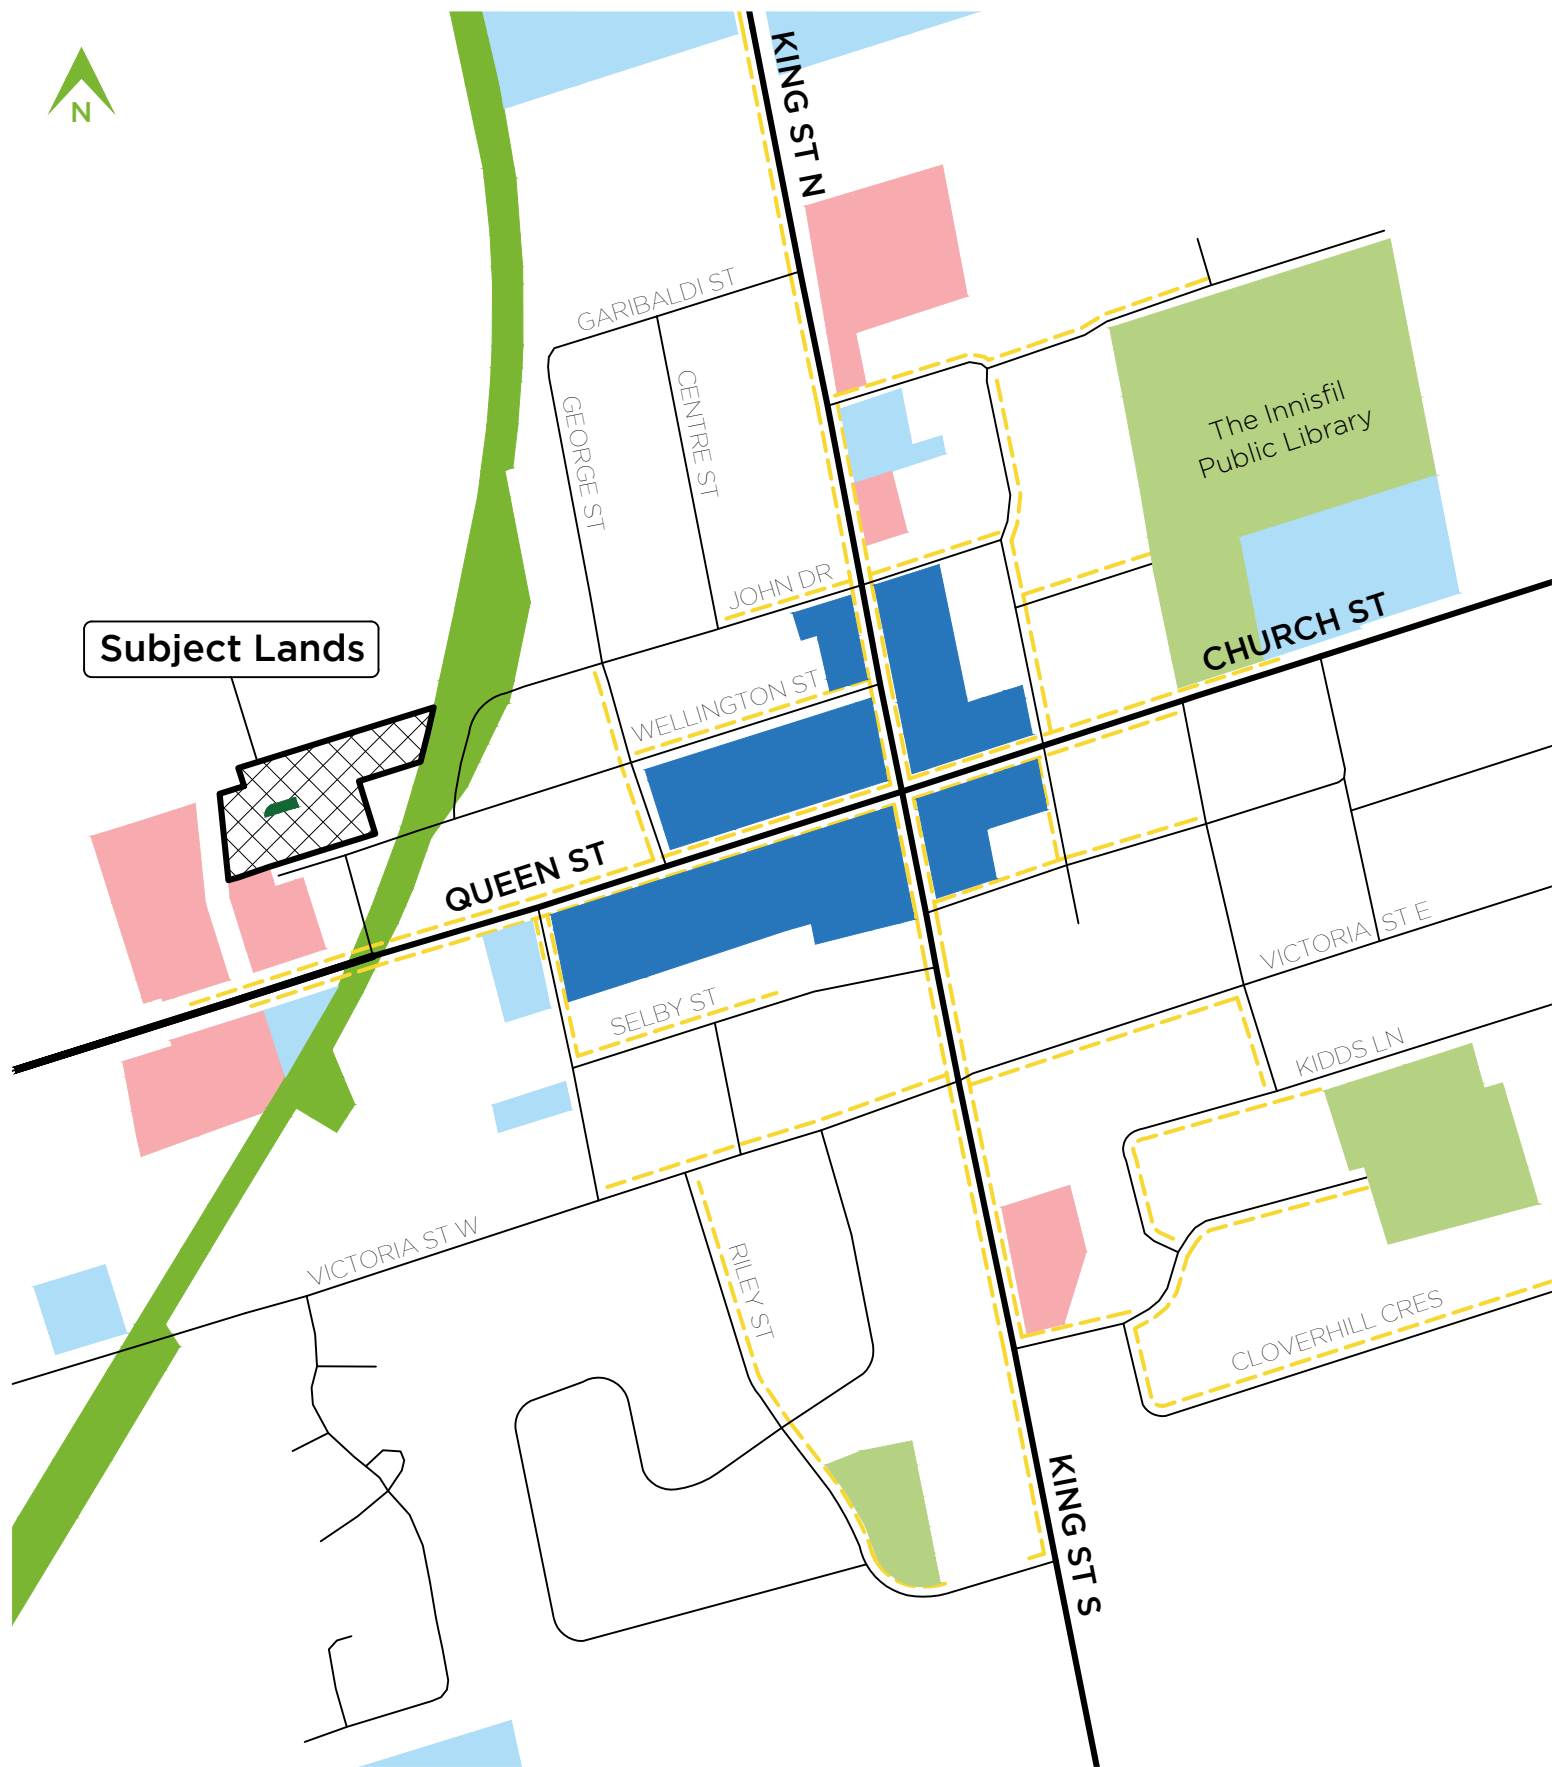 KING ST N
N
GARIBALDI ST
CENTRE ST
GEORGE ST
The Innisfil
Public Library
JOHN DR
CHURCH ST
Subject Lands
WELLINGTON ST
QUEEN ST
VICTORIA ST E
SELBY ST
KIDDS LN
VICTORIA ST W
RILEY ST
CLOVERHILL CRES
KING ST S